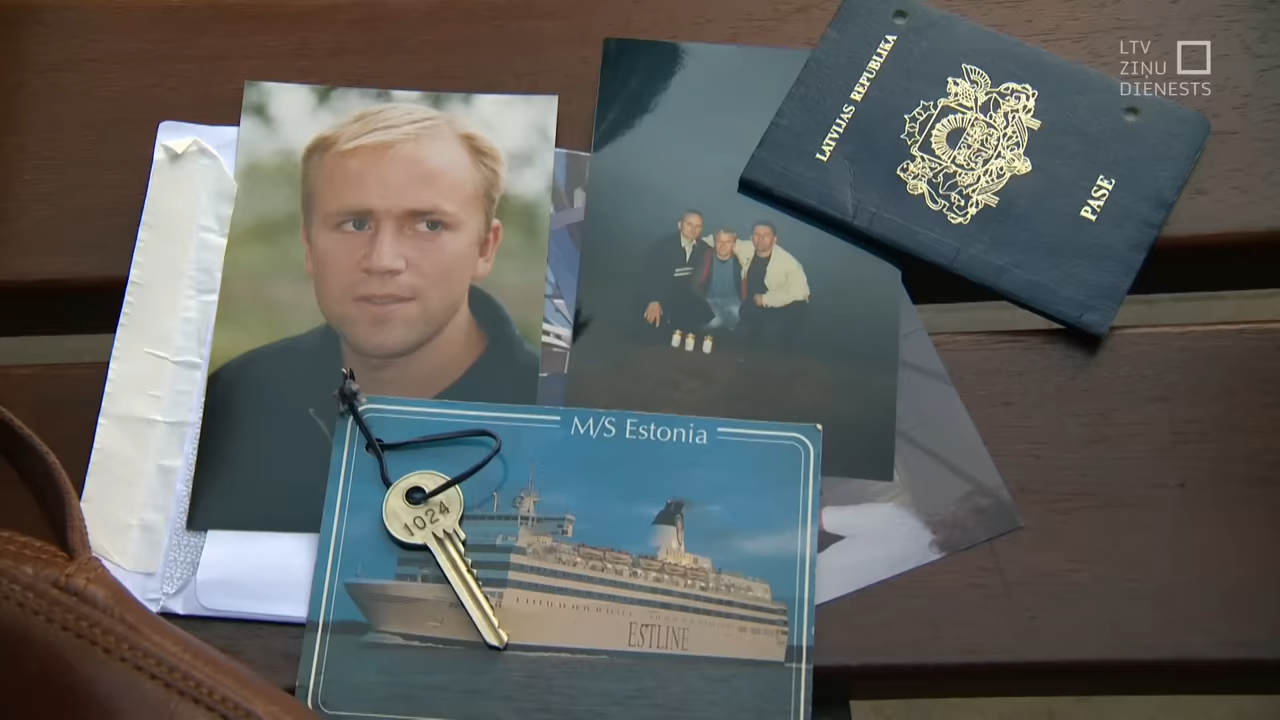 LTV
ZIŅU
DIENESTS
LATVIJAS REPUBLIKA
PASE
M/S Estonia
1024
ESTLINE